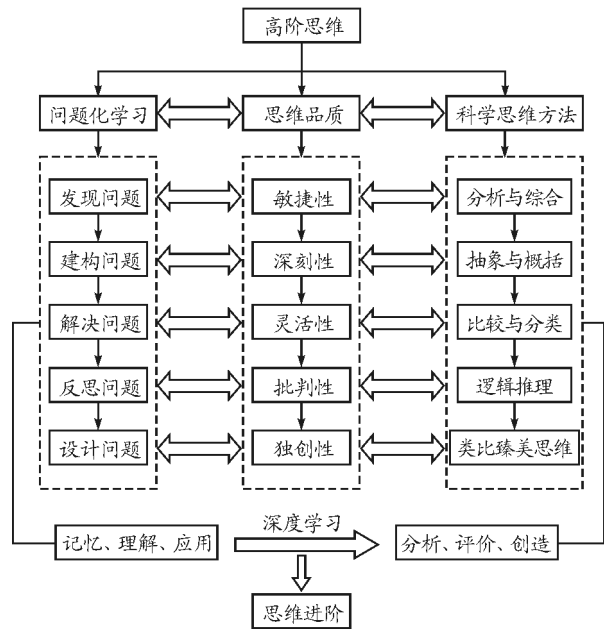 高阶思维
问题化学习 思维品质 科学思维方法
发现问题 敏捷性 分析与综合
建构问题 深刻性 抽象与概括
解决问题 灵活性 比较与分类
反思问题 批判性 逻辑推理
设计问题 独创性 类比臻美思维
深度学习
记忆、理解、应用 分析、评价、创造
思维进阶